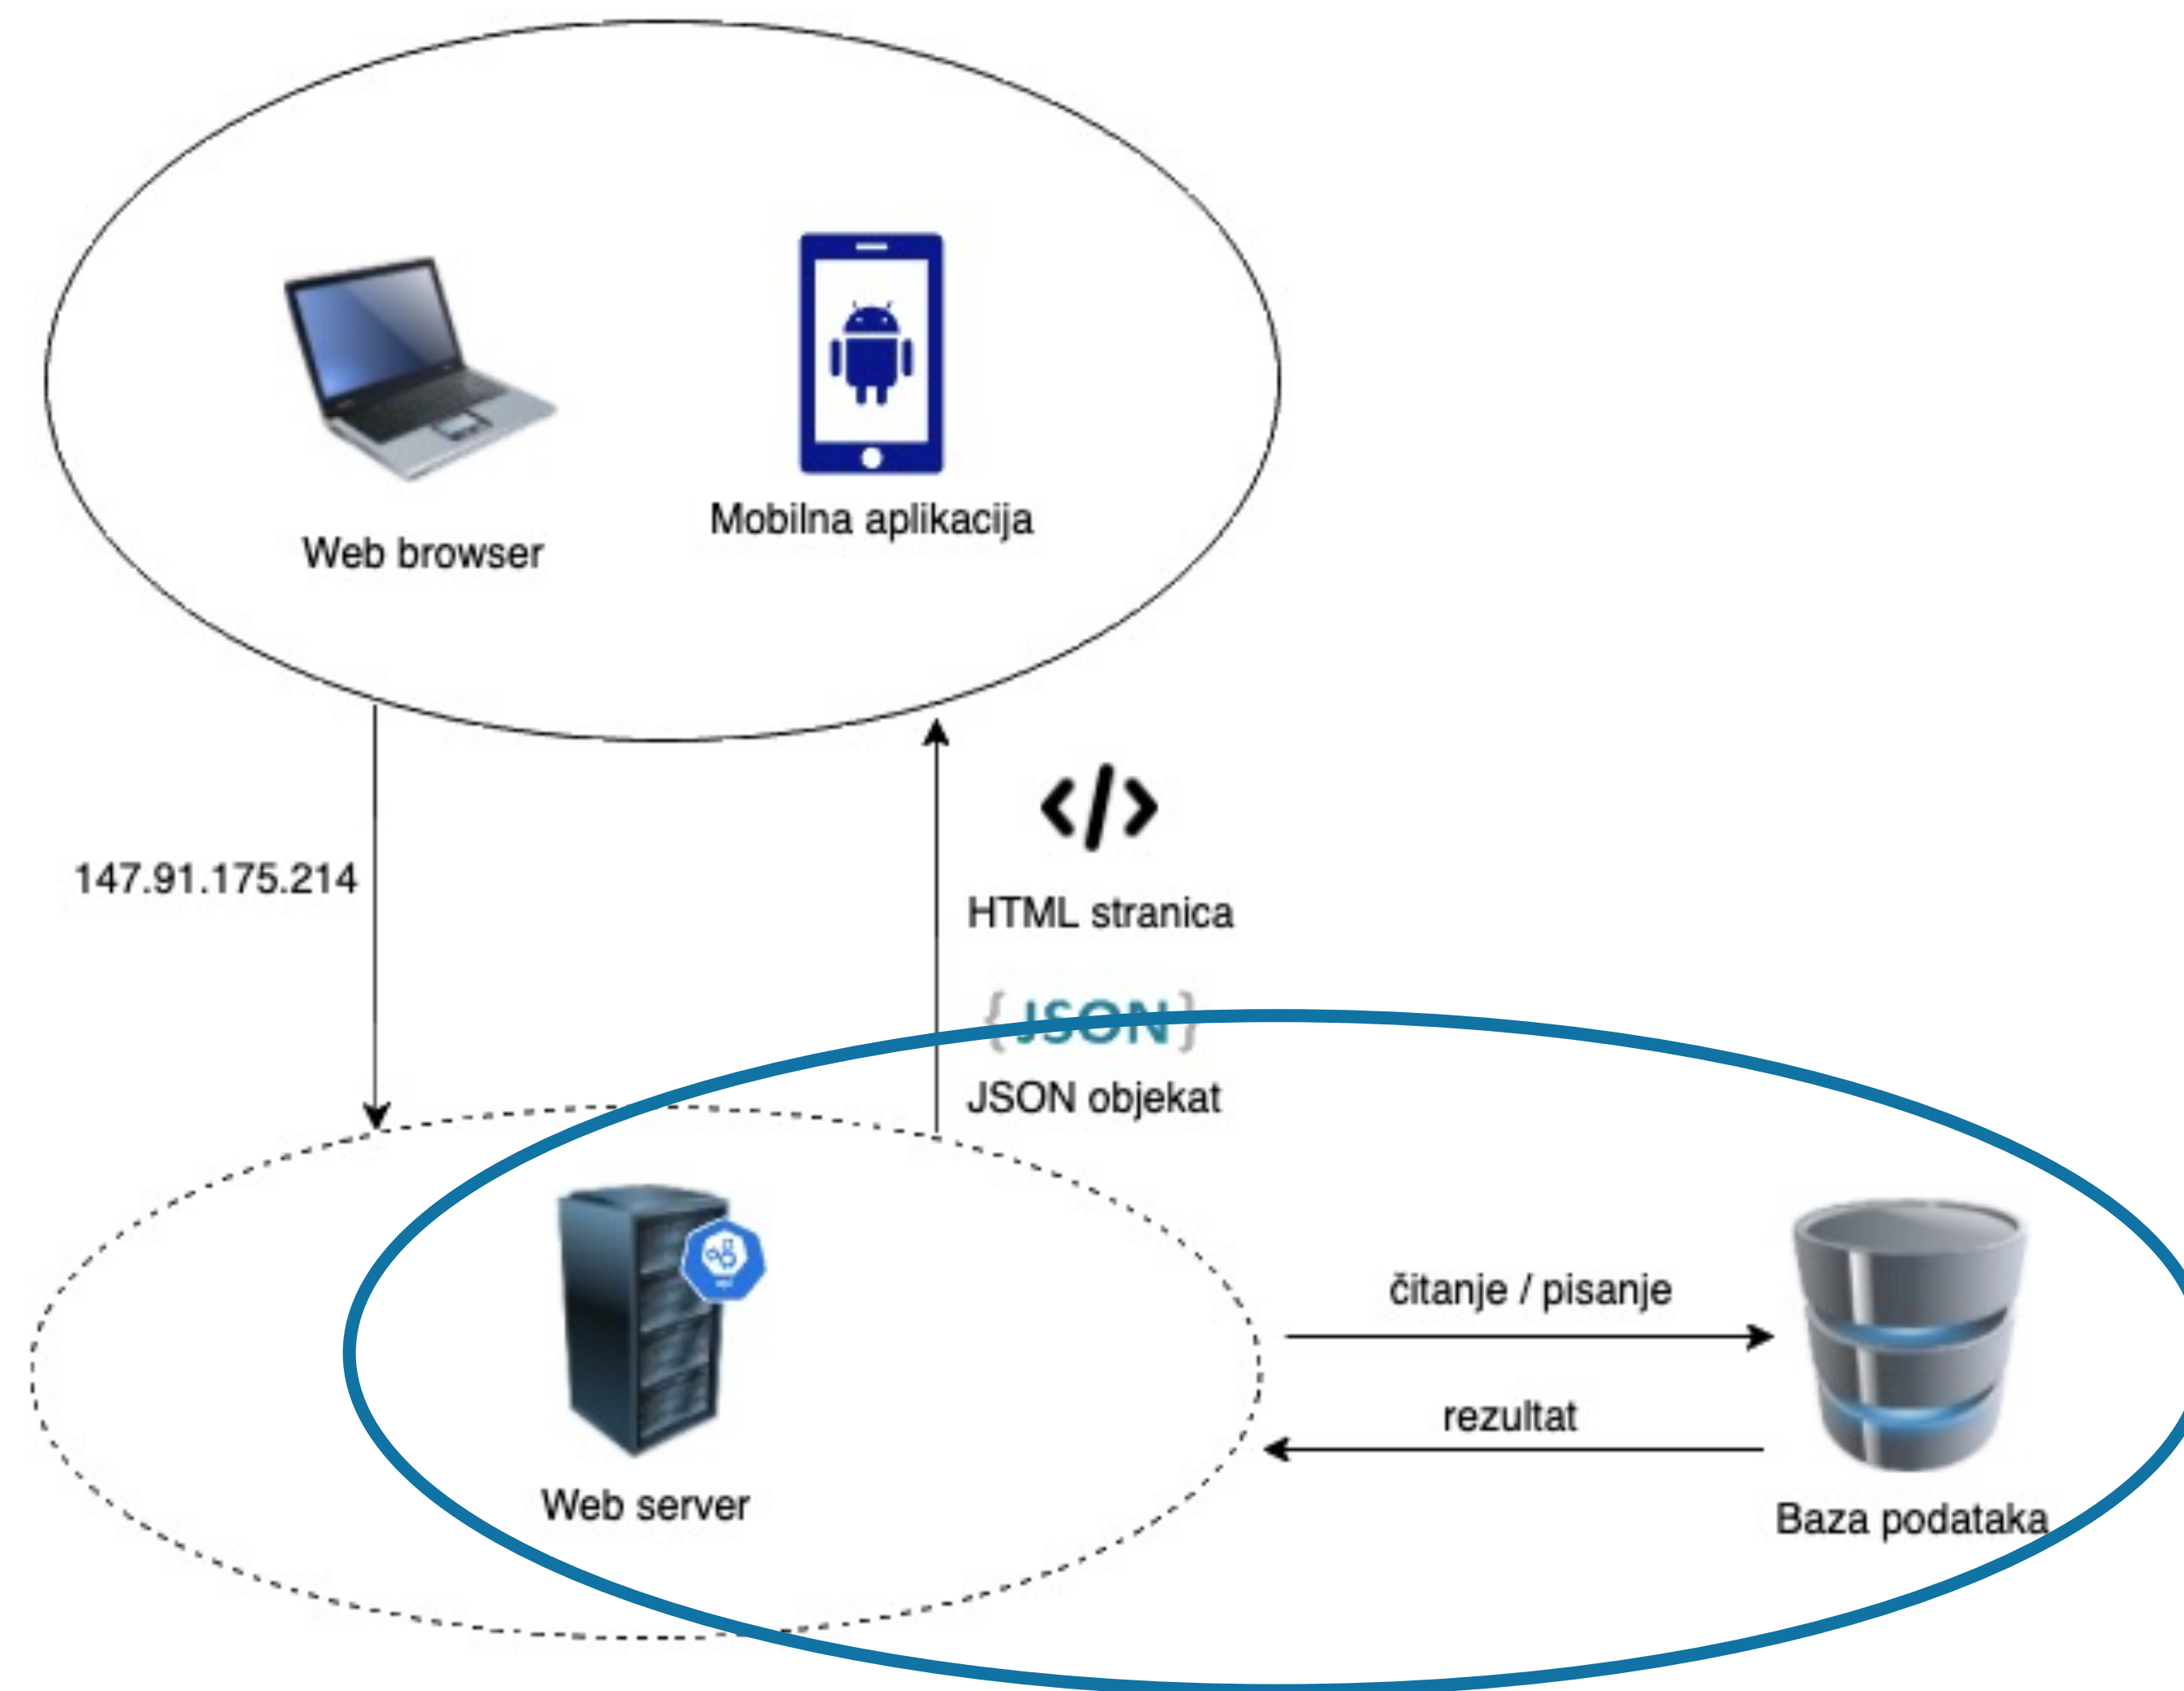 Web browser
Mobilna aplikacija
147.91.175.214
</>
HTML stranica
{JSON}
JSON objekat
Web server
čitanje / pisanje
rezultat
Baza podataka